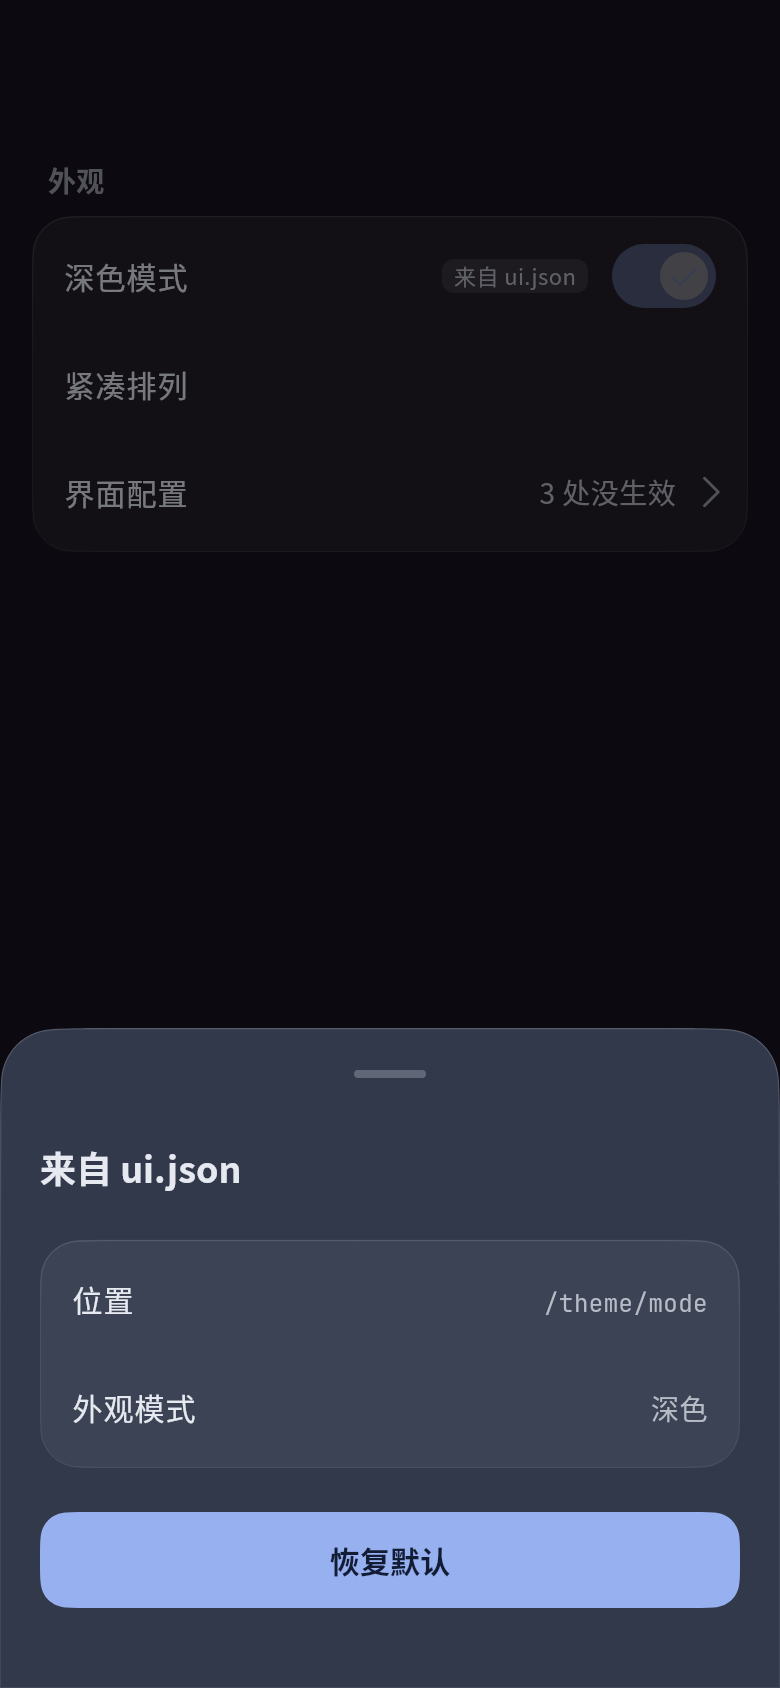 外观
深色模式 来自 ui.json
紧凑排列
界面配置 3 处没生效
来自 ui.json
位置 /theme/mode
外观模式 深色
恢复默认